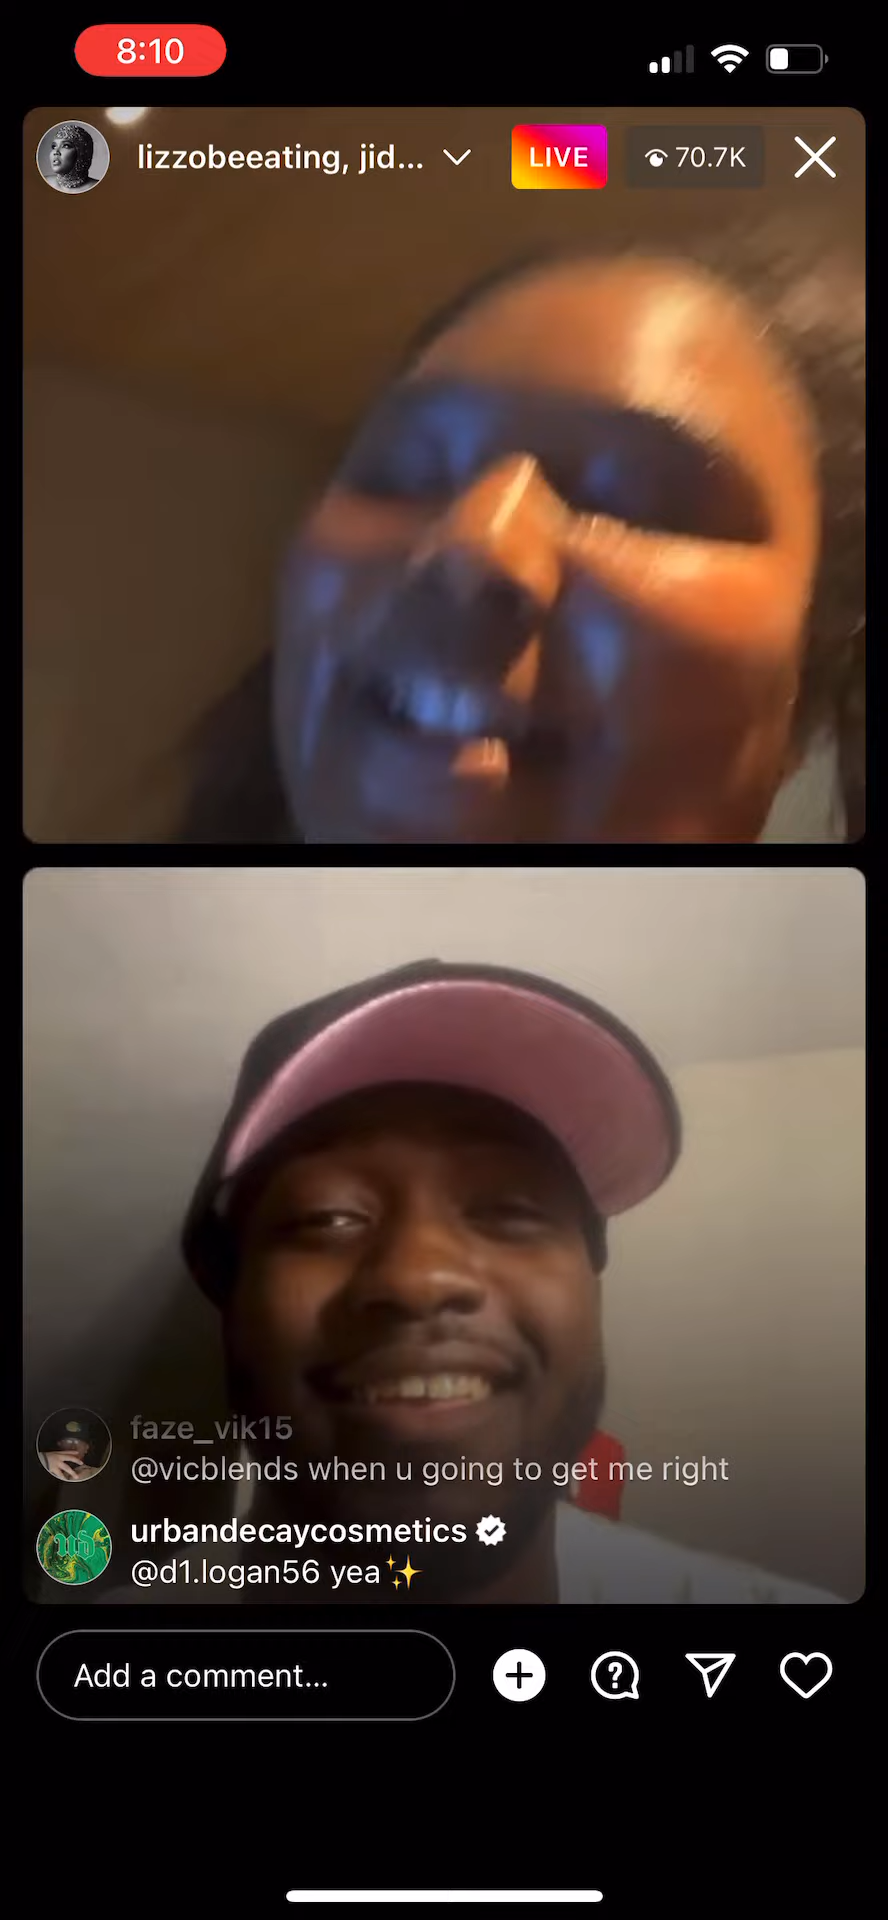 8:10
lizzobeeating, jid...
LIVE
70.7K
faze_vik15
@vicblends when u going to get me right
urbandecaycosmetics
@d1.logan56 yea✨
Add a comment...